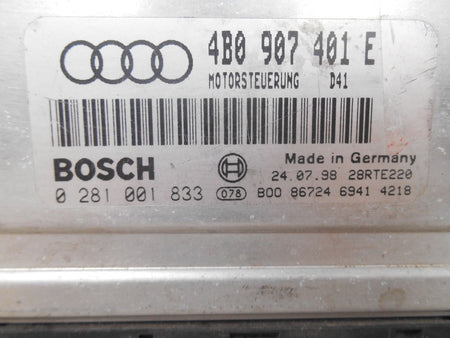 4B0 907 401 E
MOTORSTEUERUNG D41
BOSCH
Made in Germany
24.07.98 28RTE220
0 281 001 833 078 B00 86724 6941 4218